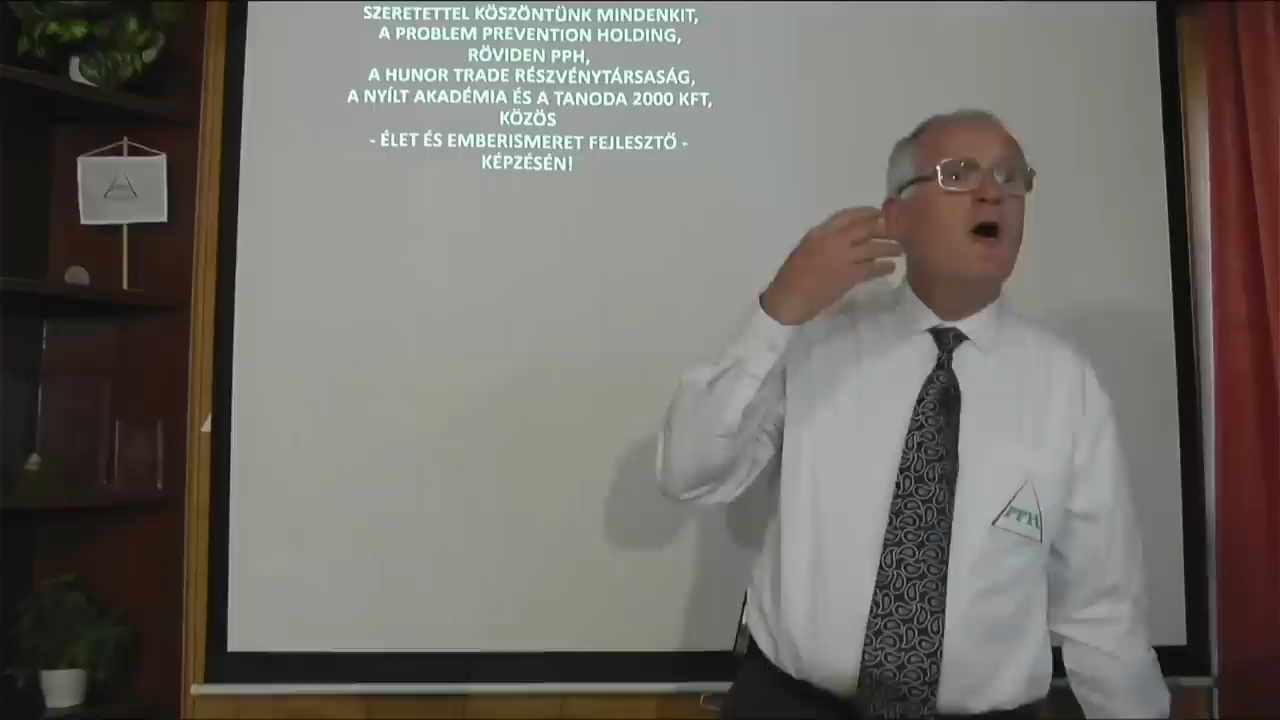 SZERETETTEL KÖSZÖNTÜNK MINDENKIT,
A PROBLEM PREVENTION HOLDING,
RÖVIDEN PPH,
A HUNOR TRADE RÉSZVÉNYTÁRSASÁG,
A NYÍLT AKADÉMIA ÉS A TANODA 2000 KFT,
KÖZÖS
- ÉLET ÉS EMBERISMERET FEJLESZTŐ -
KÉPZÉSÉN!
PPH